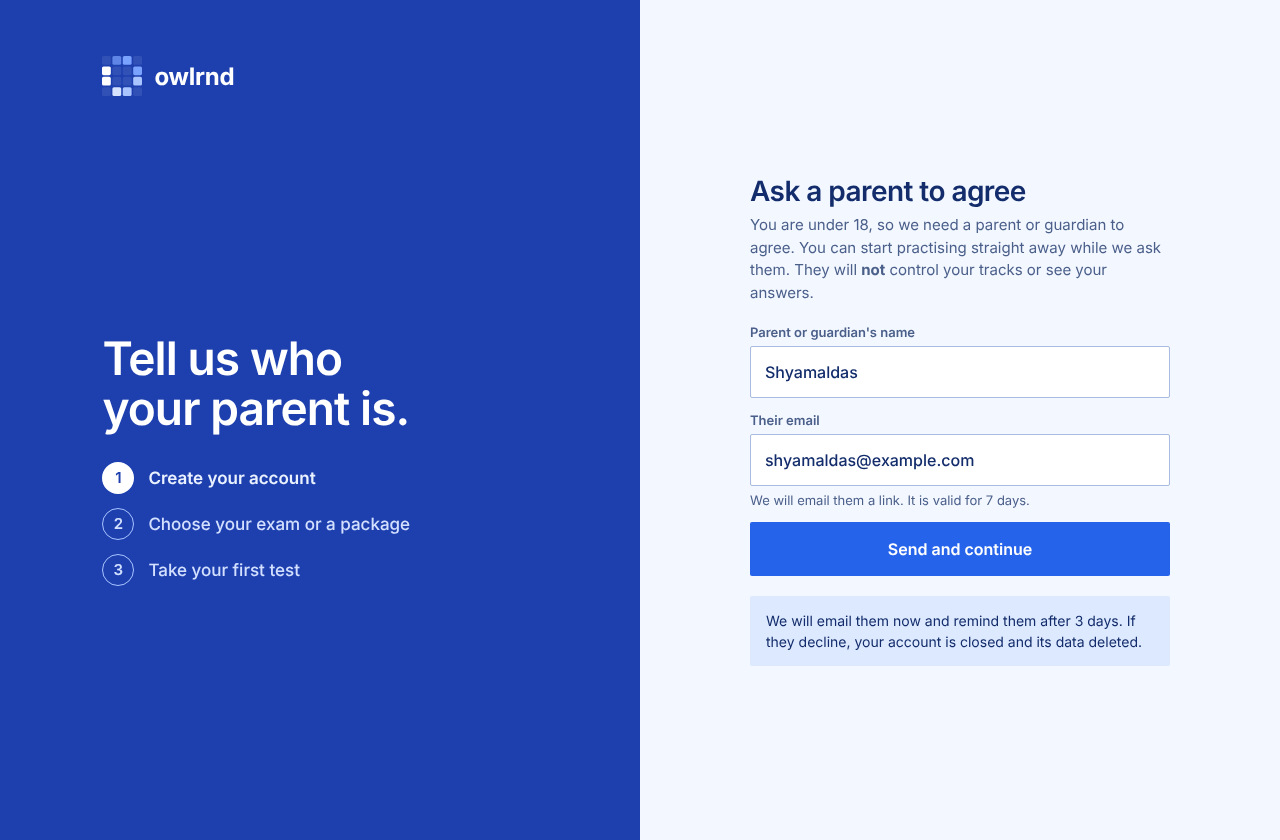 owlrnd
Tell us who
your parent is.
1 Create your account
2 Choose your exam or a package
3 Take your first test
Ask a parent to agree
You are under 18, so we need a parent or guardian to
agree. You can start practising straight away while we ask
them. They will not control your tracks or see your
answers.
Parent or guardian's name
Shyamaldas
Their email
shyamaldas@example.com
We will email them a link. It is valid for 7 days.
Send and continue
We will email them now and remind them after 3 days. If
they decline, your account is closed and its data deleted.